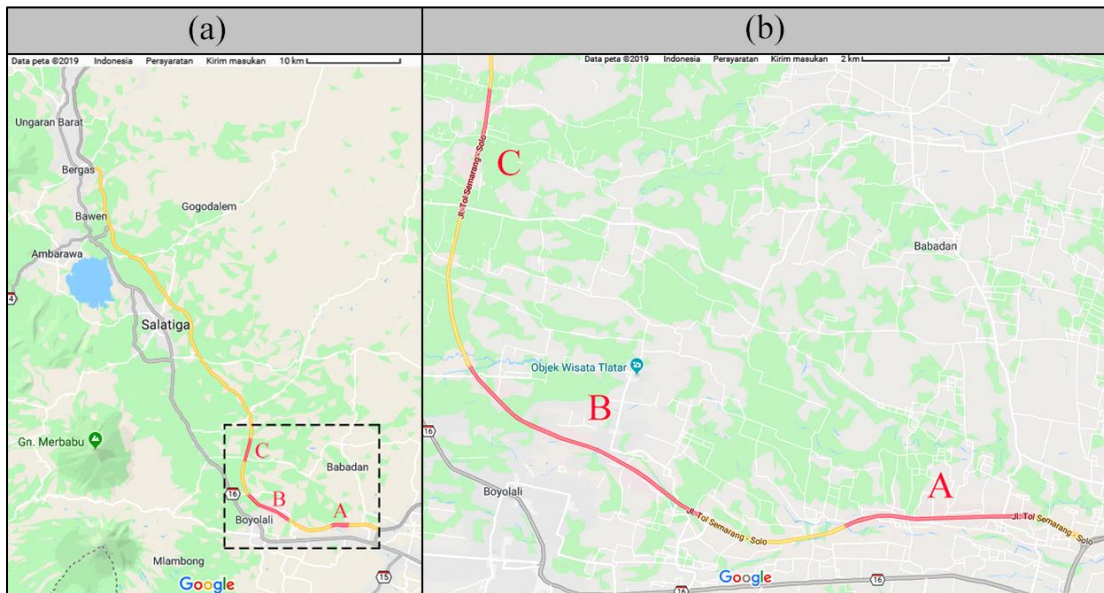 (a)
Data peta ©2019 Indonesia Persyaratan Kirim masukan 10 km
Ungaran Barat
Bergas
Gogodalem
Bawen
Ambarawa
4
Salatiga
Gn. Merbabu
C
Babadan
16
B
A
Boyolali
Mlambong
Google
15
(b)
Data peta ©2019 Indonesia Persyaratan Kirim masukan 2 km
C
Jl. Tol Semarang - Solo
Babadan
Objek Wisata Tlatar
B
16
Boyolali
A
Jl. Tol Semarang - Solo
Jl. Tol Semarang - Solo
16
Google
16